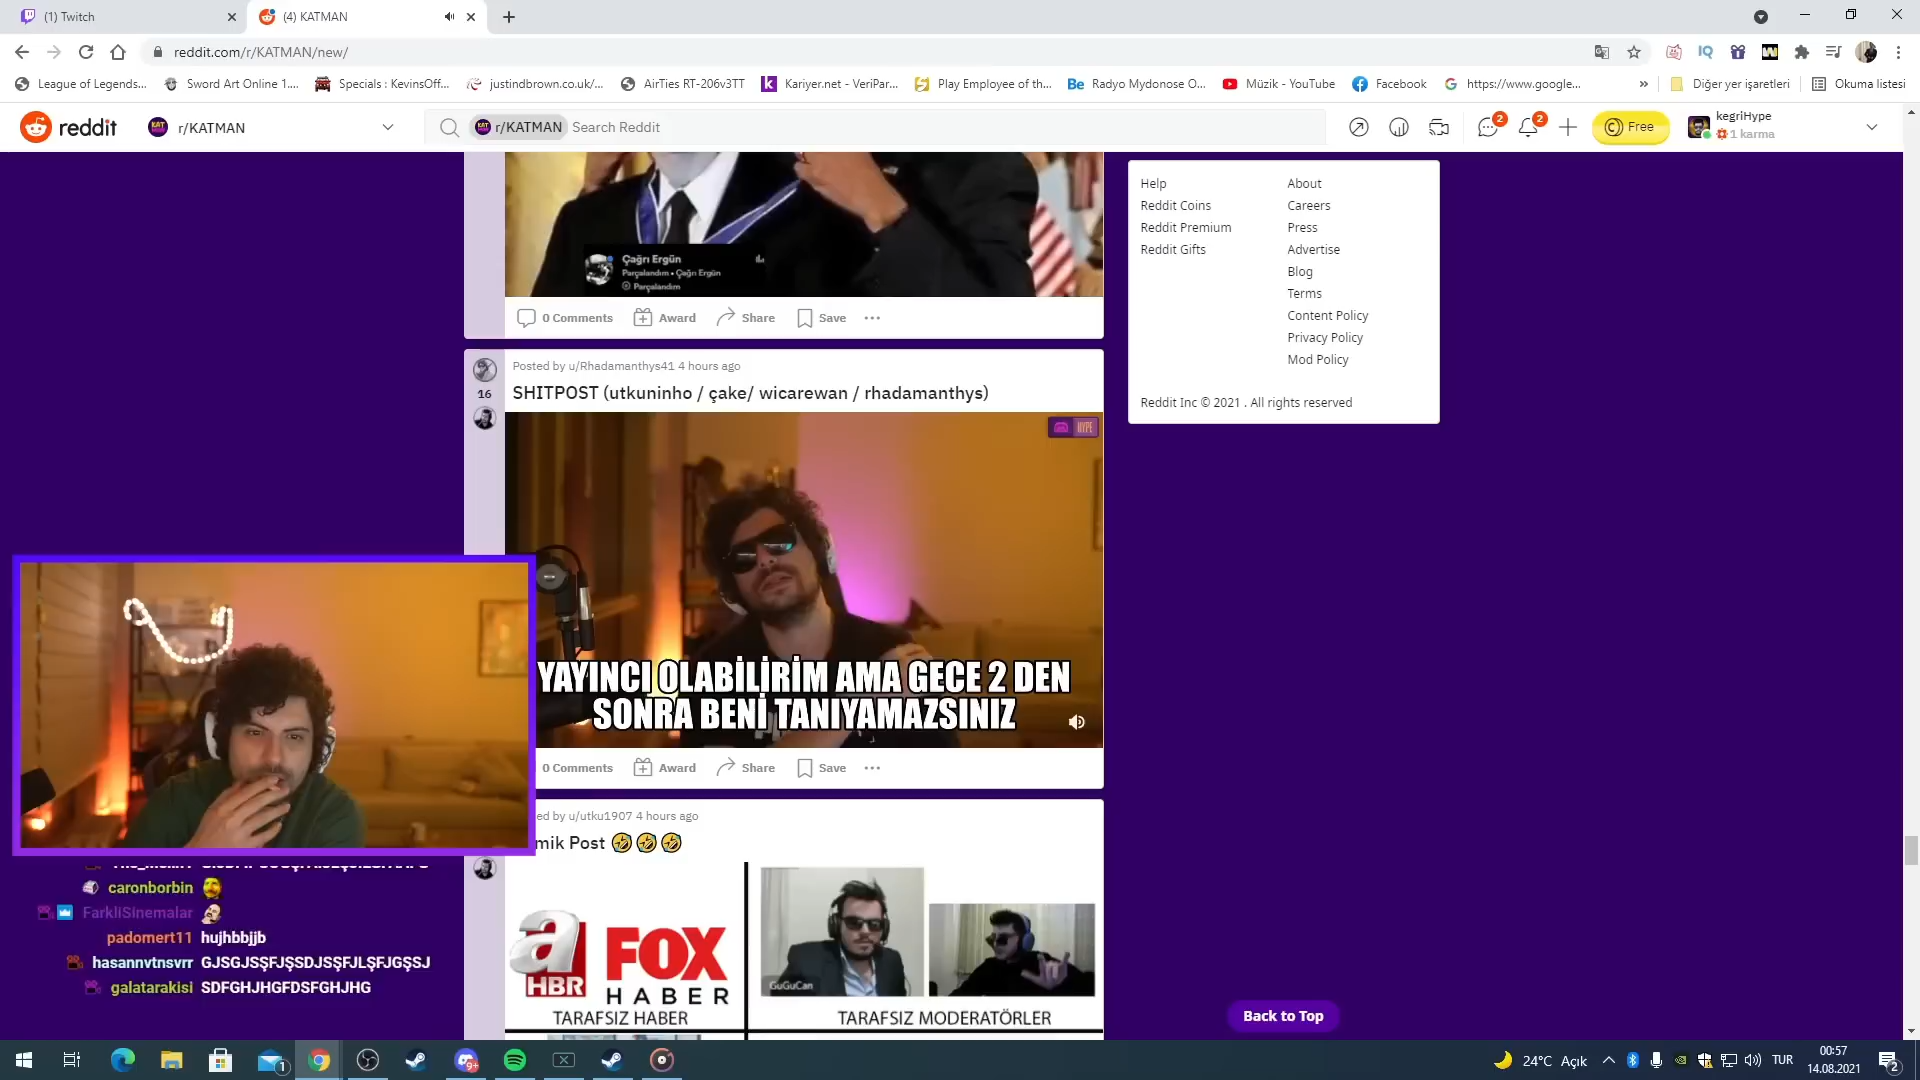 (1) Twitch
(4) KATMAN
reddit.com/r/KATMAN/new/
League of Legends...
Sword Art Online 1....
Specials : KevinsOff...
justindbrown.co.uk/...
AirTies RT-206v3TT
Kariyer.net - VeriPar...
Play Employee of th...
Radyo Mydonose O...
Müzik - YouTube
Facebook
https://www.google...
Diğer yer işaretleri
Okuma listesi
reddit
r/KATMAN
r/KATMAN
Search Reddit
2
2
Free
kegriHype
1 karma
Çağrı Ergün
Parçalandım • Çağrı Ergün
Parçalandım
0 Comments
Award
Share
Save
Help
Reddit Coins
Reddit Premium
Reddit Gifts
About
Careers
Press
Advertise
Blog
Terms
Content Policy
Privacy Policy
Mod Policy
Reddit Inc © 2021 . All rights reserved
Posted by u/Rhadamanthys41 4 hours ago
16
SHITPOST (utkuninho / çake/ wicarewan / rhadamanthys)
HYPE
YAYINCI OLABİLİRİM AMA GECE 2 DEN
SONRA BENİ TANIYAMAZSINIZ
0 Comments
Award
Share
Save
ed by u/utku1907 4 hours ago
mik Post 🤣🤣🤣
a
HBR
FOX
HABER
TARAFSIZ HABER
GuGuCan
TARAFSIZ MODERATÖRLER
caronborbin
FarkliSinemalar
padomert11 hujhbbjjb
hasannvtnsvrr GJSGJSŞFJŞSDJSŞFJLŞFJGŞSJ
galatarakisi SDFGHJHGFDSFGHJHG
Back to Top
1
9+
24°C Açık
TUR
00:57
14.08.2021
2